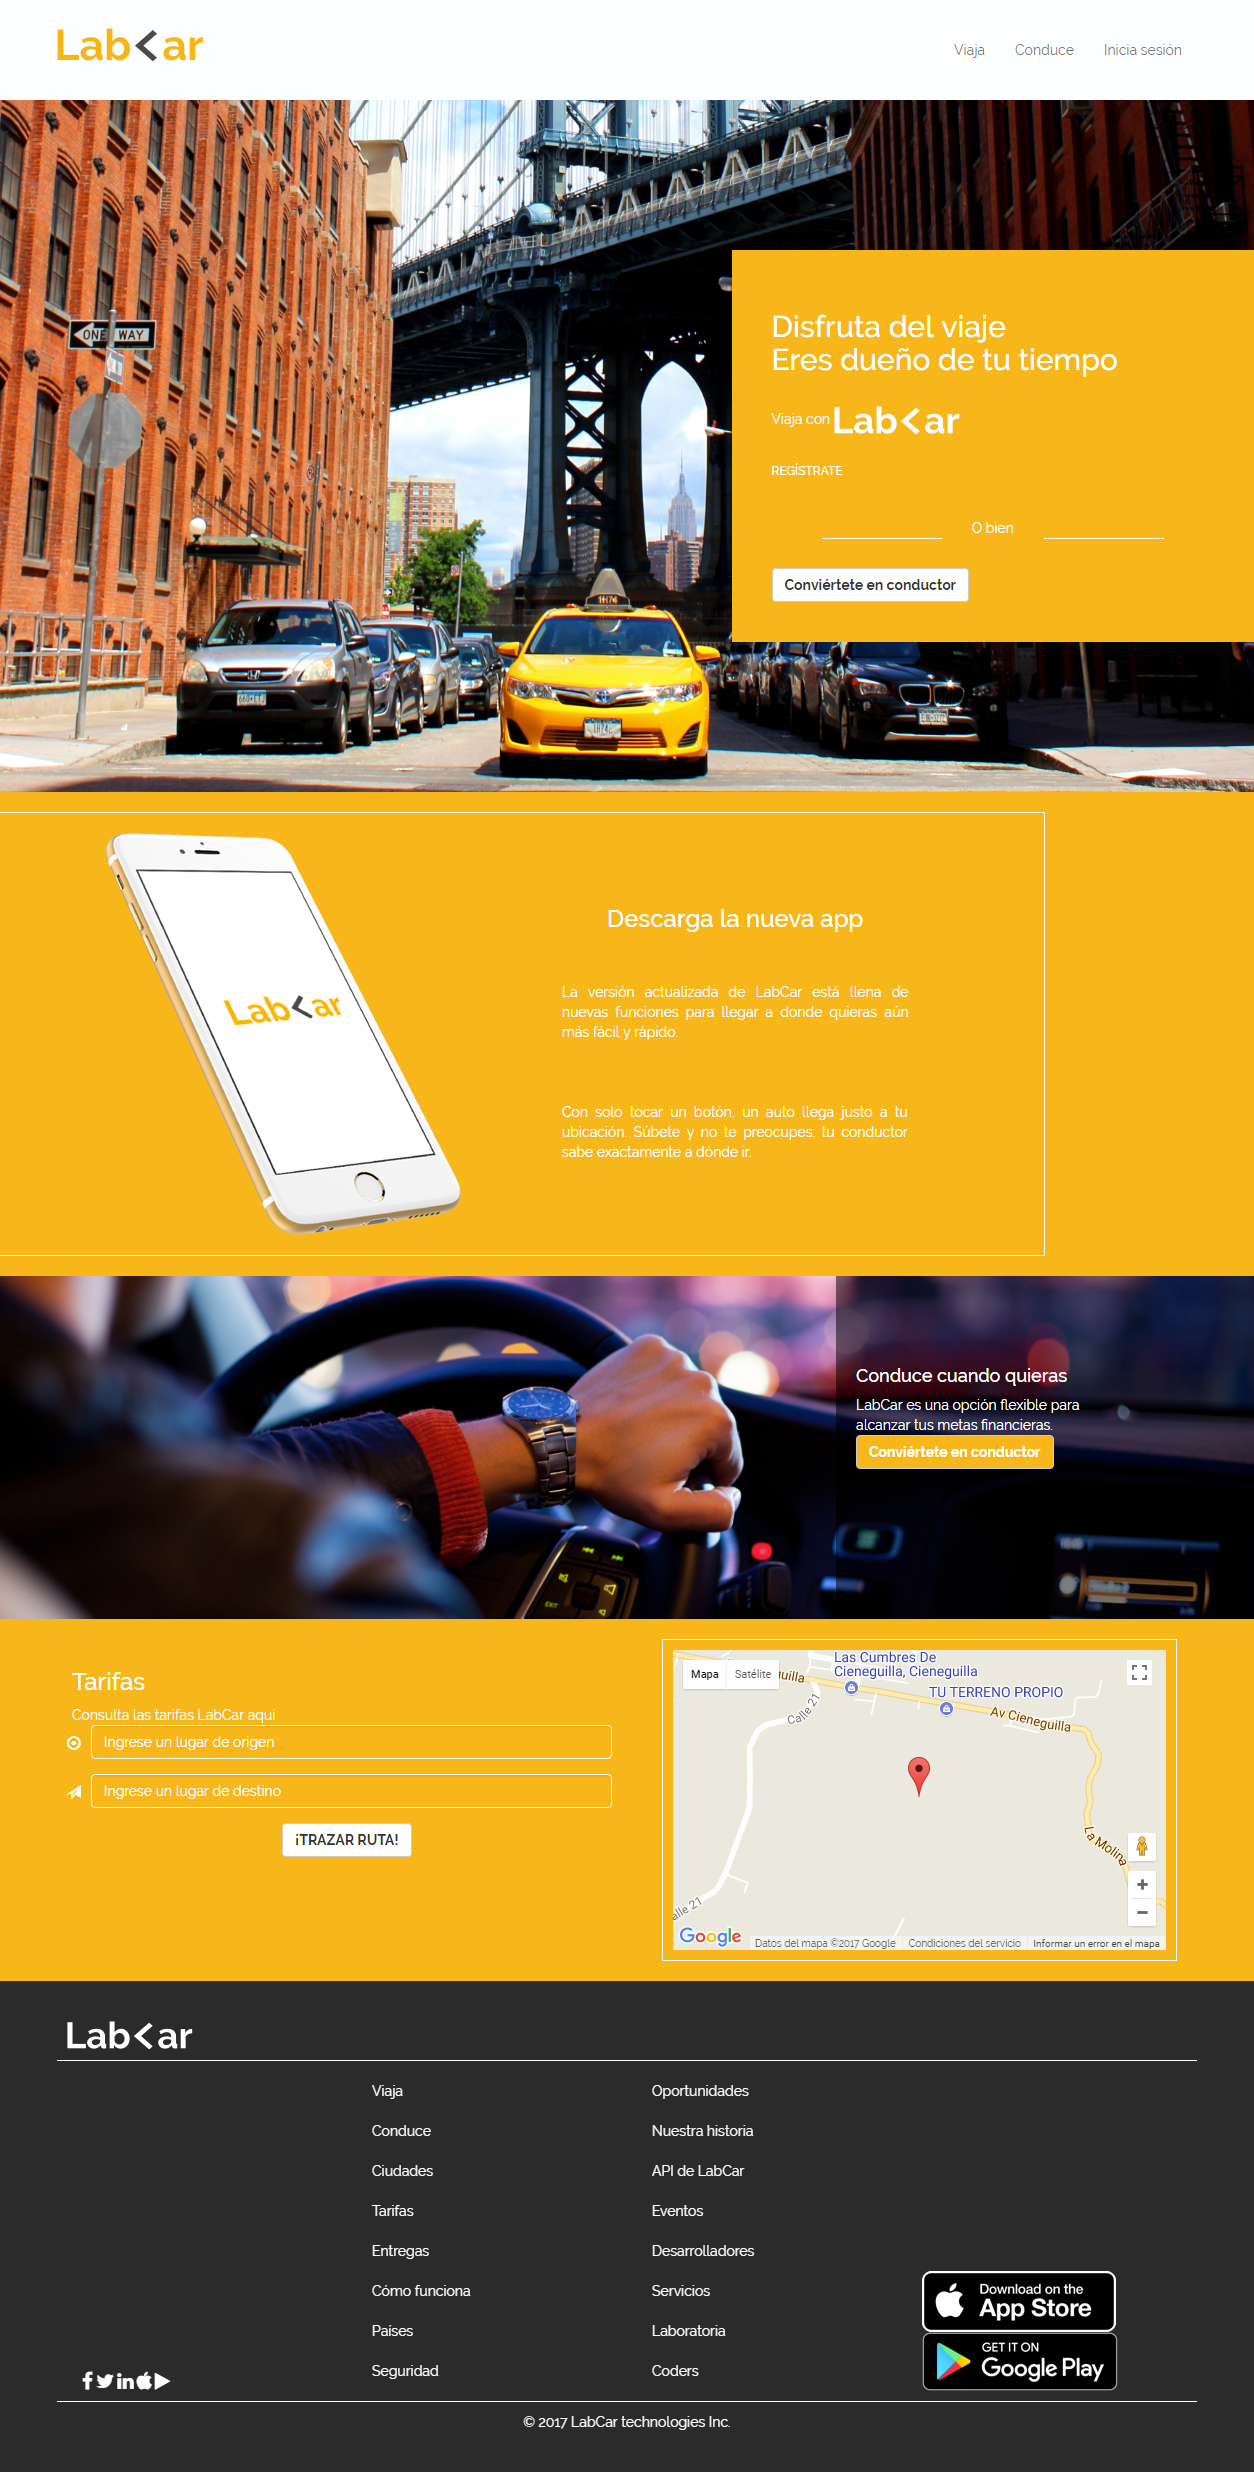 Lab<ar
Viaja Conduce Inicia sesión
ONE WAY
Disfruta del viaje
Eres dueño de tu tiempo
Viaja con Lab<ar
REGÍSTRATE
O bien
Conviértete en conductor
Descarga la nueva app
Lab<ar
La versión actualizada de LabCar está llena de
nuevas funciones para llegar a donde quieras aún
más fácil y rápido.
Con solo tocar un botón, un auto llega justo a tu
ubicación. Súbete y no te preocupes: tu conductor
sabe exactamente a dónde ir.
Conduce cuando quieras
LabCar es una opción flexible para
alcanzar tus metas financieras.
Conviértete en conductor
EXIT
Tarifas
Consulta las tarifas LabCar aqui
Ingrese un lugar de origen
Ingrese un lugar de destino
¡TRAZAR RUTA!
Mapa Satélite
uilla
Las Cumbres De
Cieneguilla, Cieneguilla
TU TERRENO PROPIO
Calle 21
Av Cieneguilla
La Molina
alle 21
Google
Datos del mapa ©2017 Google Condiciones del servicio Informar un error en el mapa
Lab<ar
Viaja Oportunidades
Conduce Nuestra historia
Ciudades API de LabCar
Tarifas Eventos
Entregas Desarrolladores
Cómo funciona Servicios
Países Laboratoria
Seguridad Coders
Download on the
App Store
GET IT ON
Google Play
© 2017 LabCar technologies Inc.